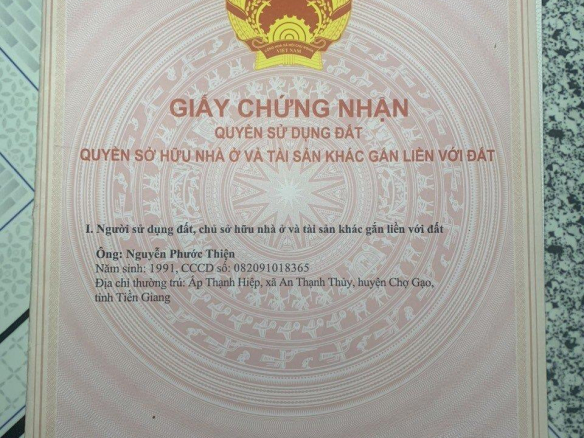 VIỆT NAM
GIẤY CHỨNG NHẬN
QUYỀN SỬ DỤNG ĐẤT
QUYỀN SỞ HỮU NHÀ Ở VÀ TÀI SẢN KHÁC GẮN LIỀN VỚI ĐẤT
I. Người sử dụng đất, chủ sở hữu nhà ở và tài sản khác gắn liền với đất
Ông: Nguyễn Phước Thiện
Năm sinh: 1991, CCCD số: 082091018365
Địa chỉ thường trú: Ấp Thạnh Hiệp, xã An Thạnh Thủy, huyện Chợ Gạo,
tỉnh Tiền Giang